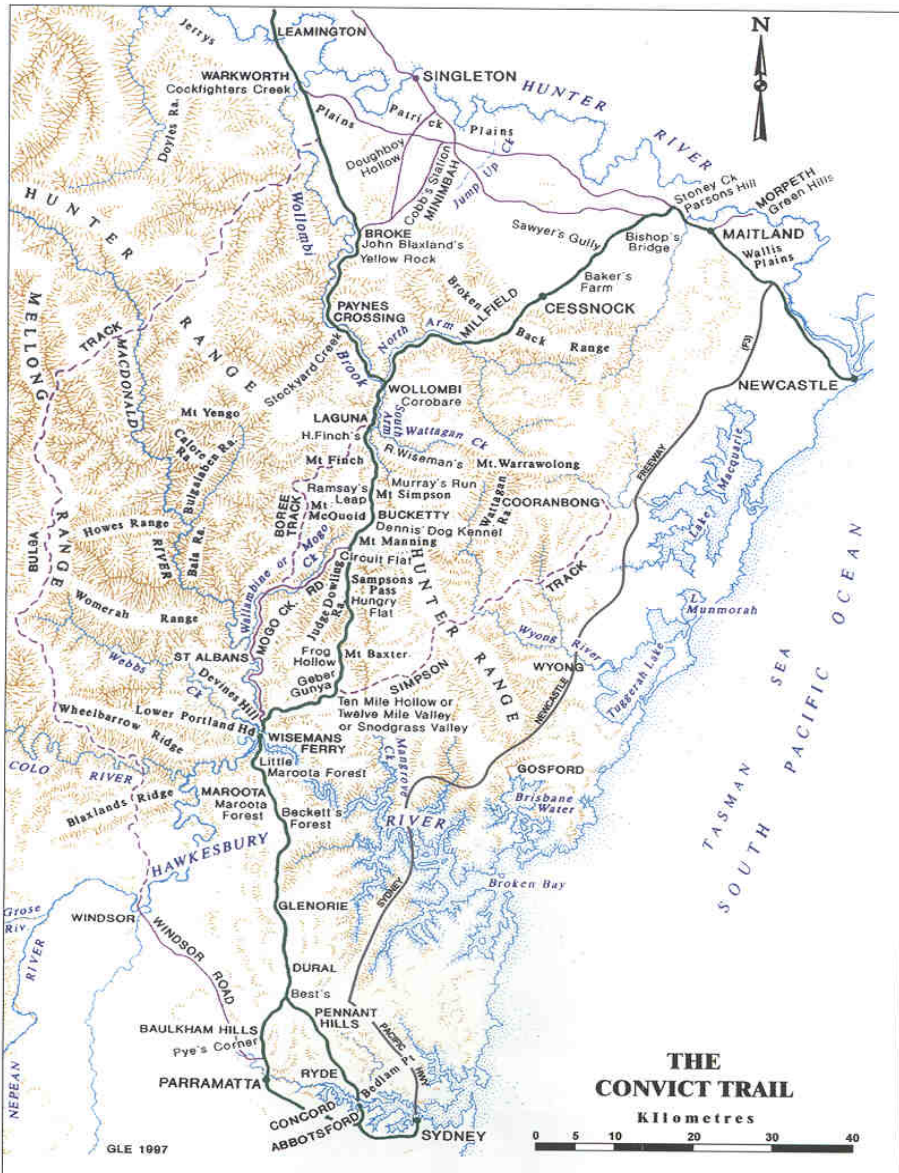 Jerrys
LEAMINGTON
N
WARKWORTH
Cockfighters Creek
SINGLETON
HUNTER
RIVER
Doyles Ra.
Plains
Patrick
Plains
Doughboy
Hollow
Cobb's Station
MINIMBAH
Jump Up Ck
Stoney Ck
Parsons Hill
MORPETH
Green Hills
HUNTER
RANGE
Wollombi
Brook
BROKE
John Blaxland's
Yellow Rock
Sawyer's Gully
Bishop's
Bridge
MAITLAND
Wallis
Plains
Baker's
Farm
MELLONG
RANGE
TRACK
MACDONALD
RIVER
PAYNES
CROSSING
Broken
Back
Range
MILLFIELD
CESSNOCK
(F3)
North Arm
Stockyard Creek
WOLLOMBI
Corobare
NEWCASTLE
Mt Yengo
LAGUNA
H.Finch's
South
Arm
Wattagan Ck
Calore
Ra.
Bulgalaben Ra.
R.Wiseman's
Mt Finch
Mt. Warrawolong
FREEWAY
Lake Macquarie
Ramsay's
Leap
Murray's Run
Mt Simpson
Wattagan
Ra.
COORANBONG
Mt
McQuoid
BOREE
TRACK
BUCKETTY
Dennis' Dog Kennel
Howes Range
Bala Ra.
Mt Manning
Wallambine or Mogo
Ck
Circuit Flat
HUNTER
RANGE
TRACK
BULGA
MOGO CK. RD
Judge Dowling
Ra.
Sampsons
Pass
Hungry
Flat
L.
Munmorah
Womerah Range
Wyong River
ST ALBANS
Frog
Hollow
Mt Baxter
WYONG
Tuggerah Lake
Webbs
Ck
Geber
Gunya
SIMPSON
Devines Hill
Ten Mile Hollow or
Twelve Mile Valley
or Snodgrass Valley
NEWCASTLE
TASMAN SEA
SOUTH PACIFIC OCEAN
Wheelbarrow Ridge
Lower Portland Hd
WISEMANS
FERRY
COLO RIVER
Little
Maroota Forest
Mangrove
Ck
GOSFORD
Blaxlands Ridge
MAROOTA
Maroota
Forest
Beckett's
Forest
Brisbane
Water
HAWKESBURY
RIVER
Broken Bay
Grose
Riv.
WINDSOR
GLENORIE
SYDNEY
RIVER
WINDSOR ROAD
DURAL
Best's
PENNANT
HILLS
BAULKHAM HILLS
Pye's Corner
PACIFIC
HWY
NEPEAN
PARRAMATTA
RYDE
Bedlam Pt
CONCORD
ABBOTSFORD
SYDNEY
THE
CONVICT TRAIL
Kilometres
0 5 10 20 30 40
GLE 1997